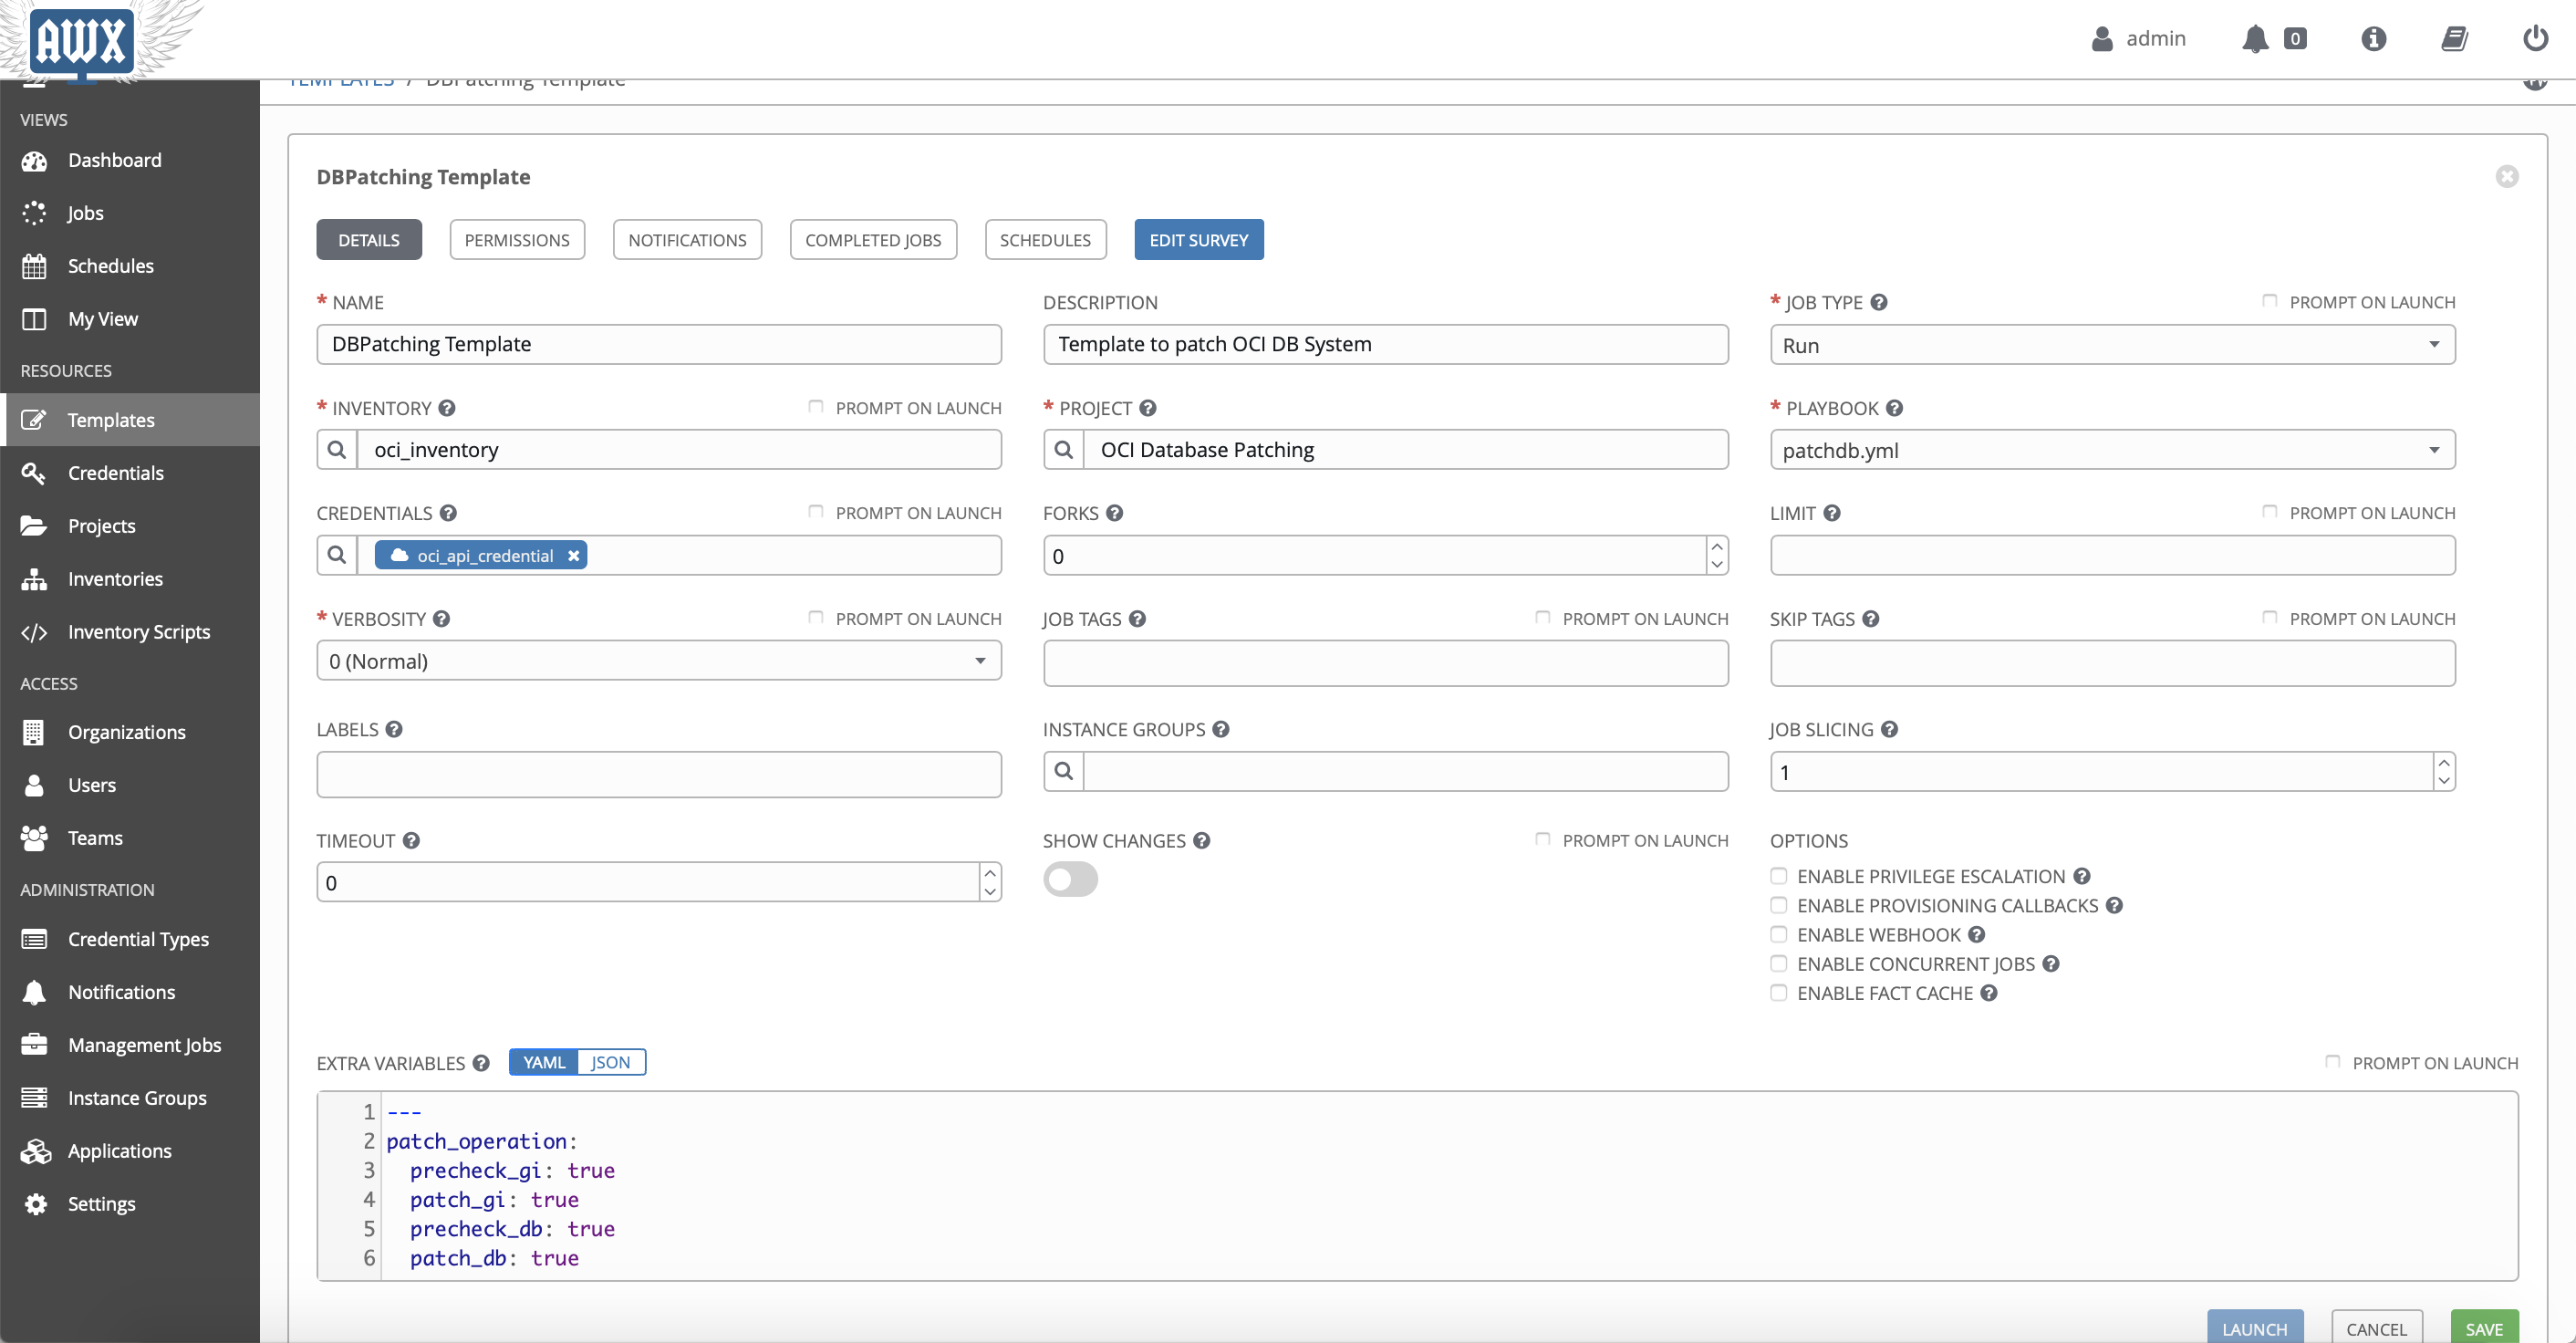 AWX
admin
0
TEMPLATES / DBPatching Template
VIEWS
Dashboard
Jobs
Schedules
My View
RESOURCES
Templates
Credentials
Projects
Inventories
Inventory Scripts
ACCESS
Organizations
Users
Teams
ADMINISTRATION
Credential Types
Notifications
Management Jobs
Instance Groups
Applications
Settings
DBPatching Template
DETAILS
PERMISSIONS
NOTIFICATIONS
COMPLETED JOBS
SCHEDULES
EDIT SURVEY
* NAME
DBPatching Template
DESCRIPTION
Template to patch OCI DB System
* JOB TYPE
PROMPT ON LAUNCH
Run
* INVENTORY
PROMPT ON LAUNCH
oci_inventory
* PROJECT
OCI Database Patching
* PLAYBOOK
patchdb.yml
CREDENTIALS
PROMPT ON LAUNCH
oci_api_credential
FORKS
0
LIMIT
PROMPT ON LAUNCH
* VERBOSITY
PROMPT ON LAUNCH
0 (Normal)
JOB TAGS
PROMPT ON LAUNCH
SKIP TAGS
PROMPT ON LAUNCH
LABELS
INSTANCE GROUPS
JOB SLICING
1
TIMEOUT
0
SHOW CHANGES
PROMPT ON LAUNCH
OPTIONS
ENABLE PRIVILEGE ESCALATION
ENABLE PROVISIONING CALLBACKS
ENABLE WEBHOOK
ENABLE CONCURRENT JOBS
ENABLE FACT CACHE
EXTRA VARIABLES
YAML
JSON
PROMPT ON LAUNCH
1 ---
2 patch_operation:
3   precheck_gi: true
4   patch_gi: true
5   precheck_db: true
6   patch_db: true
LAUNCH
CANCEL
SAVE